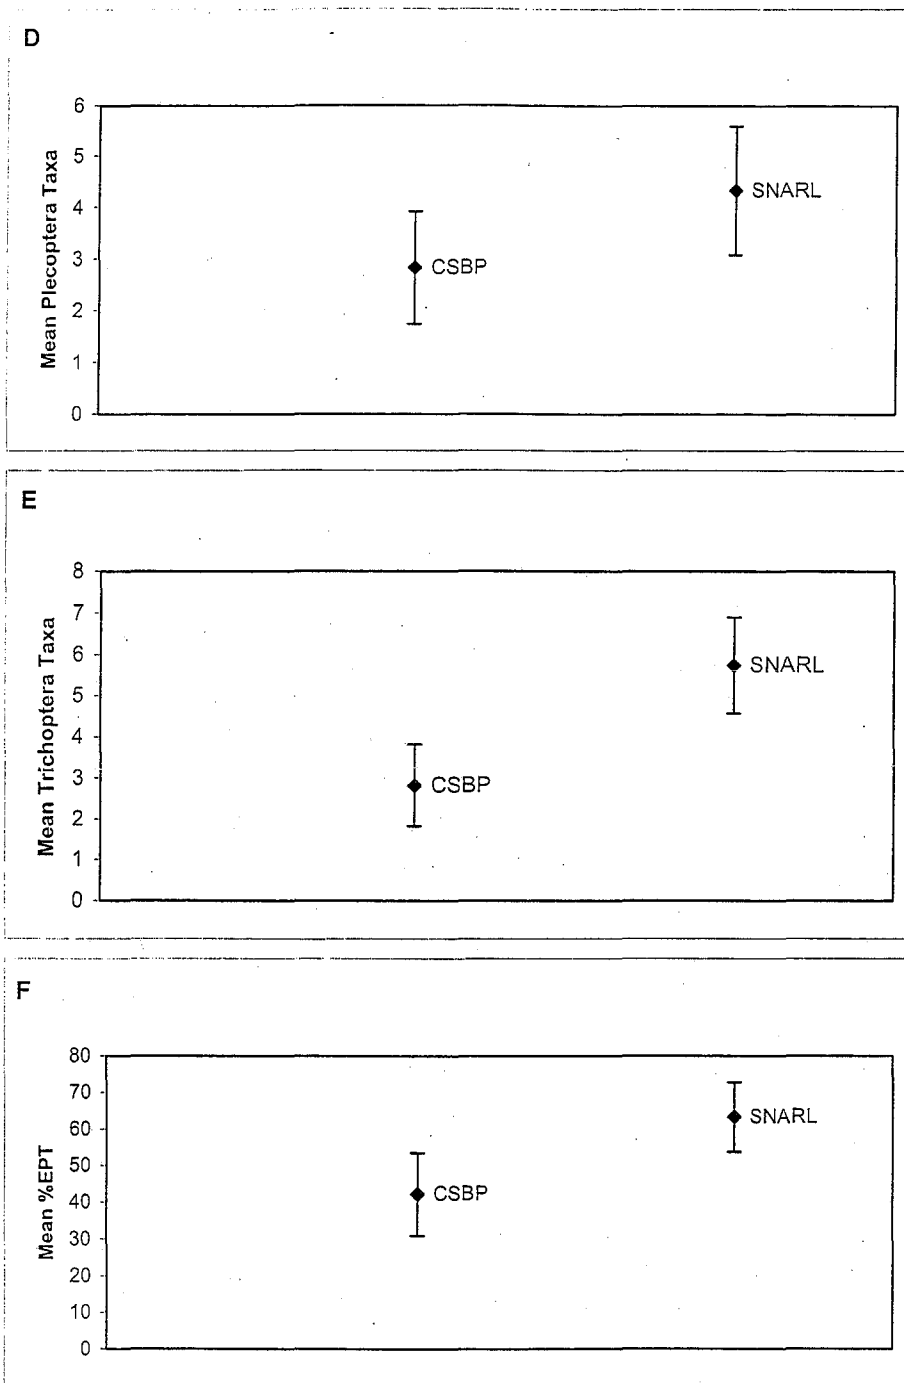 D
Mean Plecoptera Taxa
6
5
4
3
2
1
0
CSBP
SNARL
E
Mean Trichoptera Taxa
8
7
6
5
4
3
2
1
0
CSBP
SNARL
F
Mean %EPT
80
70
60
50
40
30
20
10
0
CSBP
SNARL